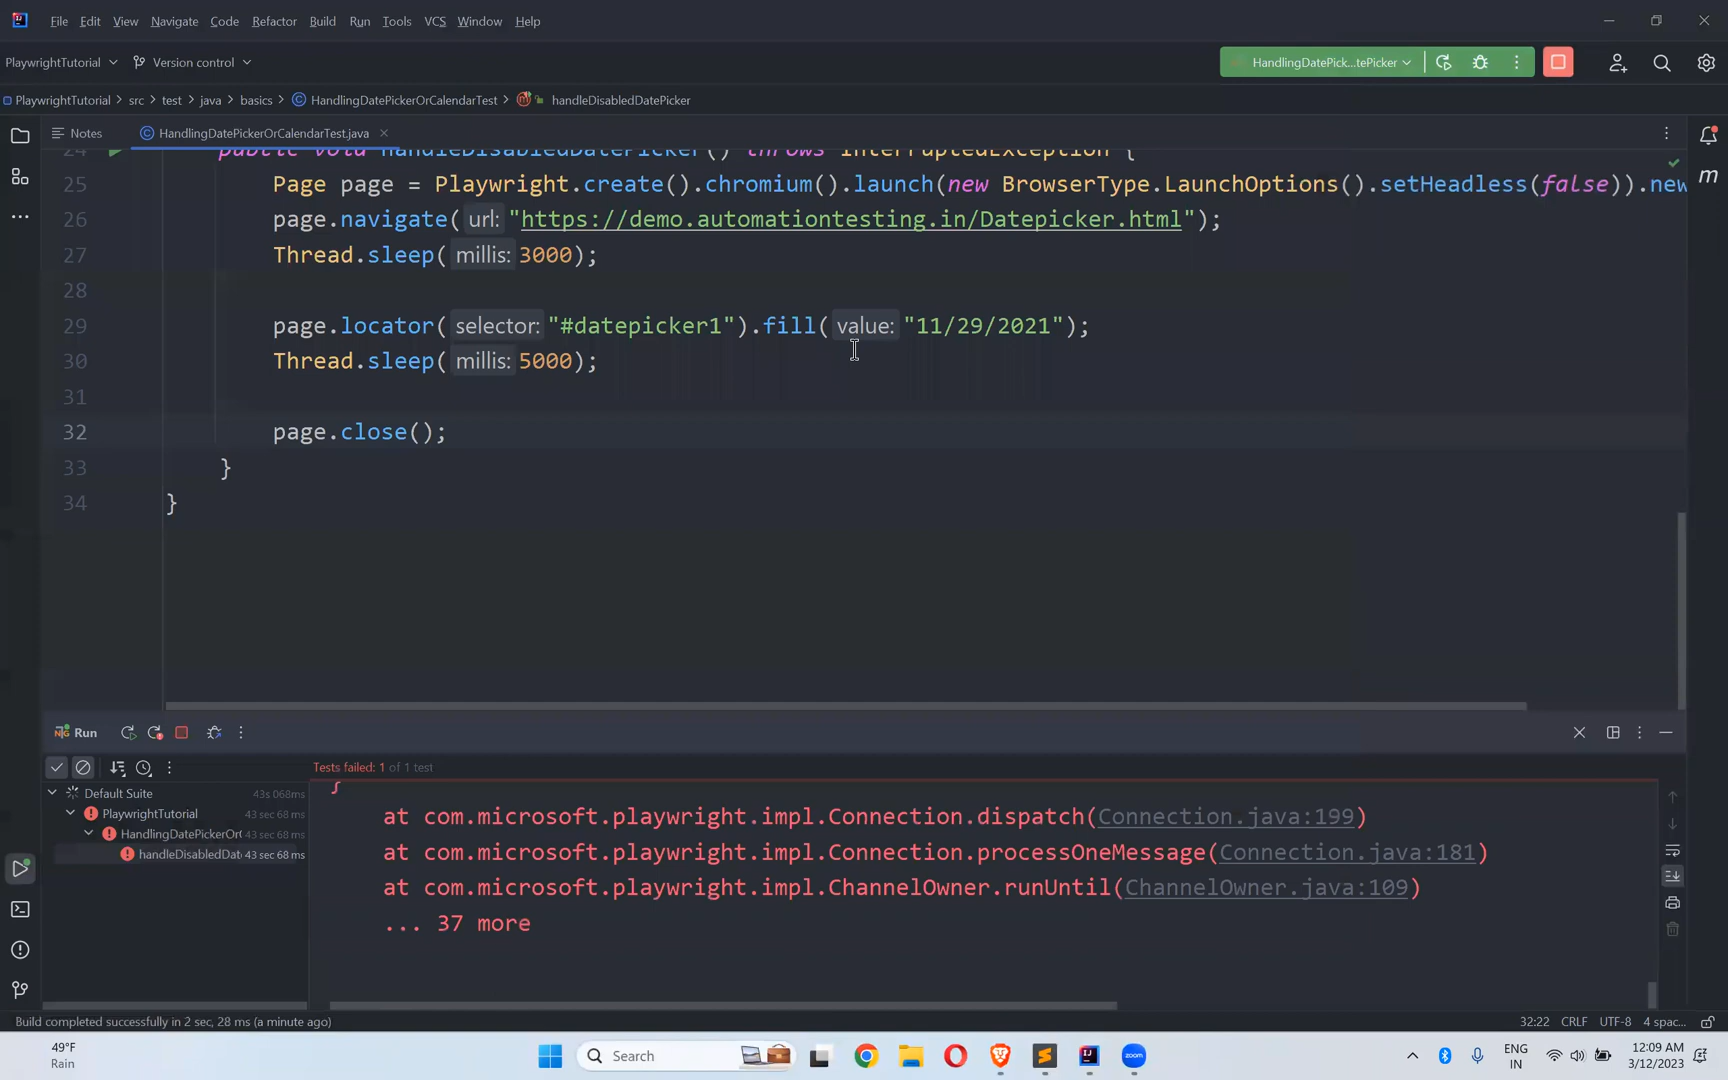 File Edit View Navigate Code Refactor Build Run Tools VCS Window Help
PlaywrightTutorial Version control HandlingDatePick...tePicker
PlaywrightTutorial src test java basics HandlingDatePickerOrCalendarTest handleDisabledDatePicker
Notes HandlingDatePickerOrCalendarTest.java
24 public void handleDisabledDatePicker() throws InterruptedException {
25 Page page = Playwright.create().chromium().launch(new BrowserType.LaunchOptions().setHeadless(false)).new
26 page.navigate( url: "https://demo.automationtesting.in/Datepicker.html");
27 Thread.sleep( millis: 3000);
28
29 page.locator( selector: "#datepicker1").fill( value: "11/29/2021");
30 Thread.sleep( millis: 5000);
31
32 page.close();
33 }
34 }
Run
Tests failed: 1 of 1 test
Default Suite 43s 068ms
PlaywrightTutorial 43 sec 68 ms
HandlingDatePickerOr 43 sec 68 ms
handleDisabledDat 43 sec 68 ms
}
at com.microsoft.playwright.impl.Connection.dispatch(Connection.java:199)
at com.microsoft.playwright.impl.Connection.processOneMessage(Connection.java:181)
at com.microsoft.playwright.impl.ChannelOwner.runUntil(ChannelOwner.java:109)
... 37 more
Build completed successfully in 2 sec, 28 ms (a minute ago) 32:22 CRLF UTF-8 4 spac...
49°F
Rain
Search
zoom
ENG
IN
12:09 AM
3/12/2023